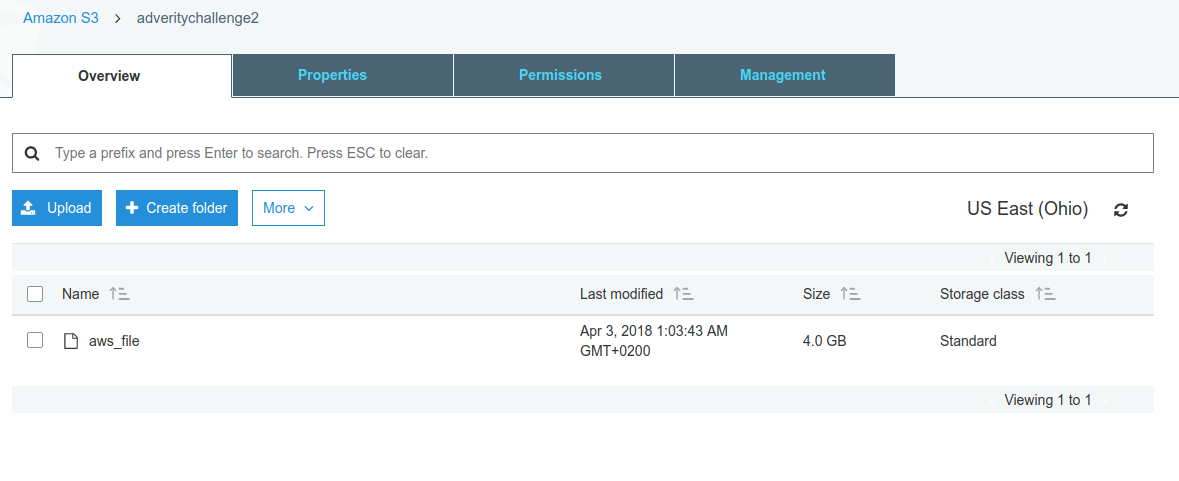 Amazon S3 > adveritychallenge2
Overview Properties Permissions Management
Type a prefix and press Enter to search. Press ESC to clear.
Upload Create folder More US East (Ohio)
Viewing 1 to 1
Name Last modified Size Storage class
aws_file Apr 3, 2018 1:03:43 AM 4.0 GB Standard
GMT+0200
Viewing 1 to 1